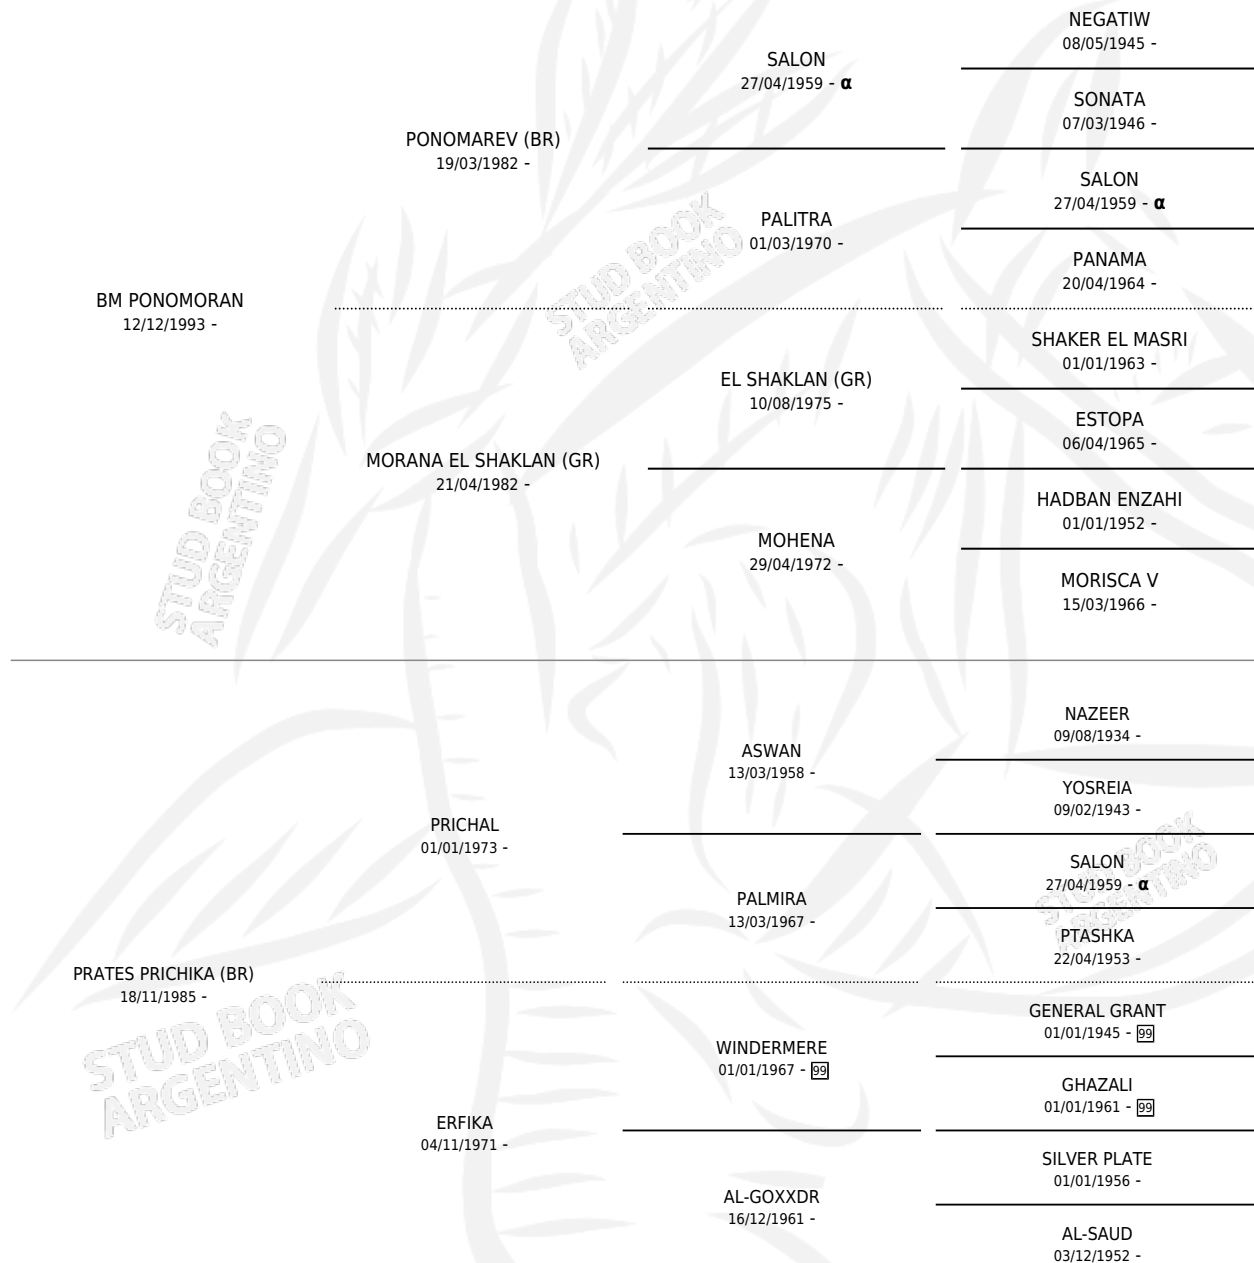 NEGATIW
08/05/1945 -
SALON
27/04/1959 - α
SONATA
07/03/1946 -
PONOMAREV (BR)
19/03/1982 -
SALON
27/04/1959 - α
PALITRA
01/03/1970 -
PANAMA
20/04/1964 -
BM PONOMORAN
12/12/1993 -
SHAKER EL MASRI
01/01/1963 -
EL SHAKLAN (GR)
10/08/1975 -
ESTOPA
06/04/1965 -
MORANA EL SHAKLAN (GR)
21/04/1982 -
HADBAN ENZAHI
01/01/1952 -
MOHENA
29/04/1972 -
MORISCA V
15/03/1966 -
NAZEER
09/08/1934 -
ASWAN
13/03/1958 -
YOSREIA
09/02/1943 -
PRICHAL
01/01/1973 -
SALON
27/04/1959 - α
PALMIRA
13/03/1967 -
PTASHKA
22/04/1953 -
PRATES PRICHIKA (BR)
18/11/1985 -
GENERAL GRANT
01/01/1945 - 99
WINDERMERE
01/01/1967 - 99
GHAZALI
01/01/1961 - 99
ERFIKA
04/11/1971 -
SILVER PLATE
01/01/1956 -
AL-GOXXDR
16/12/1961 -
AL-SAUD
03/12/1952 -
STUD BOOK
ARGENTINO
STUD BOOK
ARGENTINO
STUD BOOK
ARGENTINO
STUD BOOK
ARGENTINO